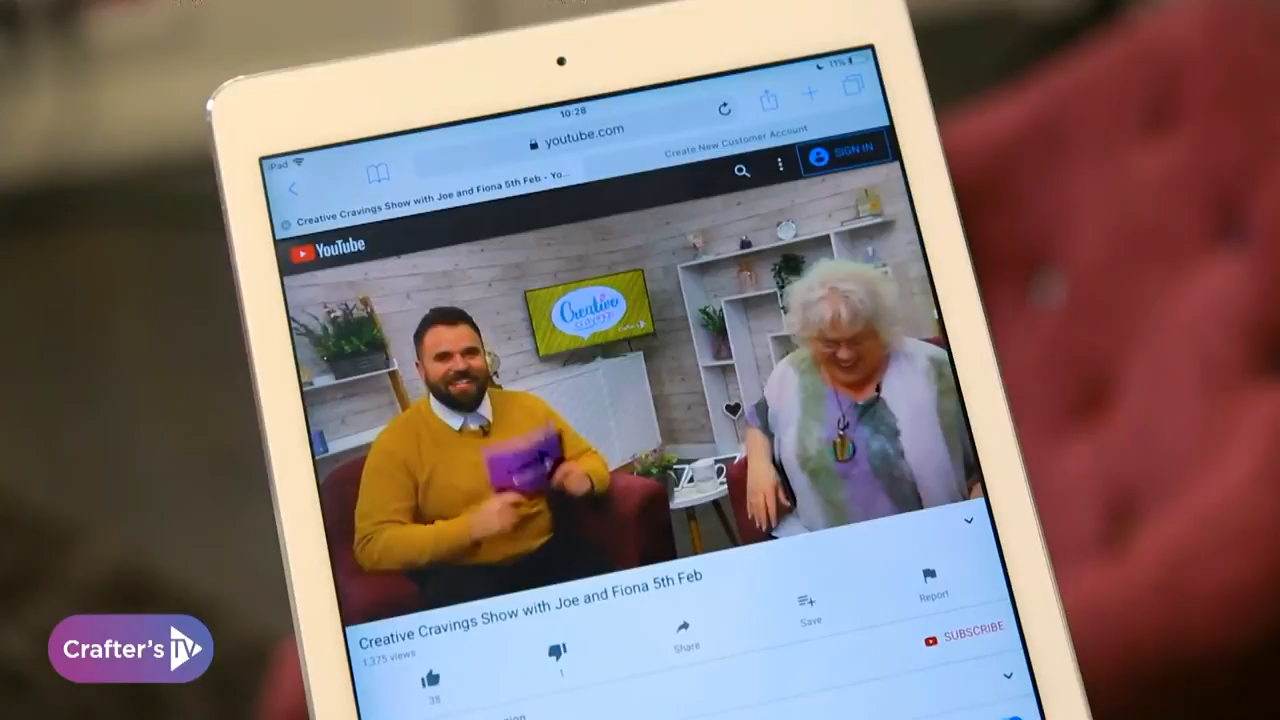 iPad
10:28
11%
youtube.com
Creative Cravings Show with Joe and Fiona 5th Feb - Yo...
Create New Customer Account
YouTube
SIGN IN
Creative
cravings
Creative Cravings Show with Joe and Fiona 5th Feb
1,375 views
38
1
Share
Save
Report
SUBSCRIBE
Crafter's TV